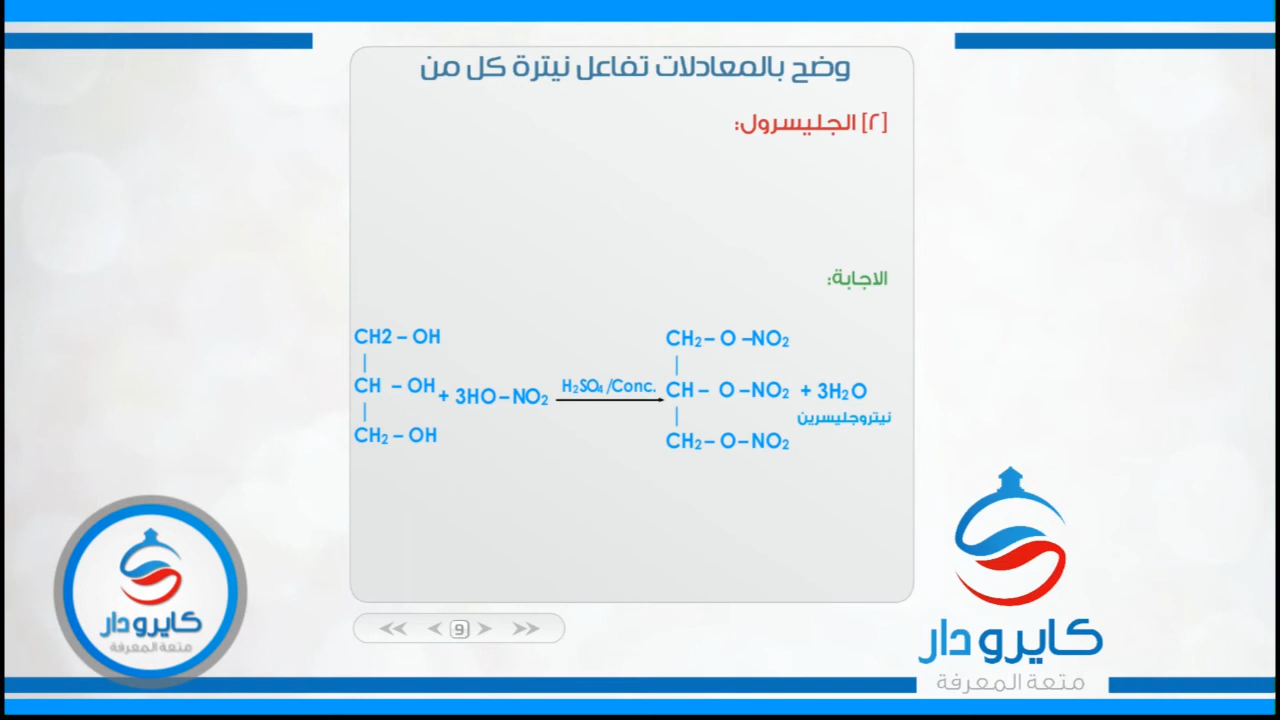 وضح بالمعادلات تفاعل نيترة كل من
[٢] الجليسرول:
الاجابة:
CH2 – OH
|
CH – OH + 3HO – NO₂ H₂SO₄ /Conc. CH – O – NO₂ + 3H₂O
|
CH₂ – OH
CH₂ – O – NO₂
|
|
CH₂ – O – NO₂
نيتروجليسرين
9
كايرو دار
متعة المعرفة
كايرو دار
متعة المعرفة